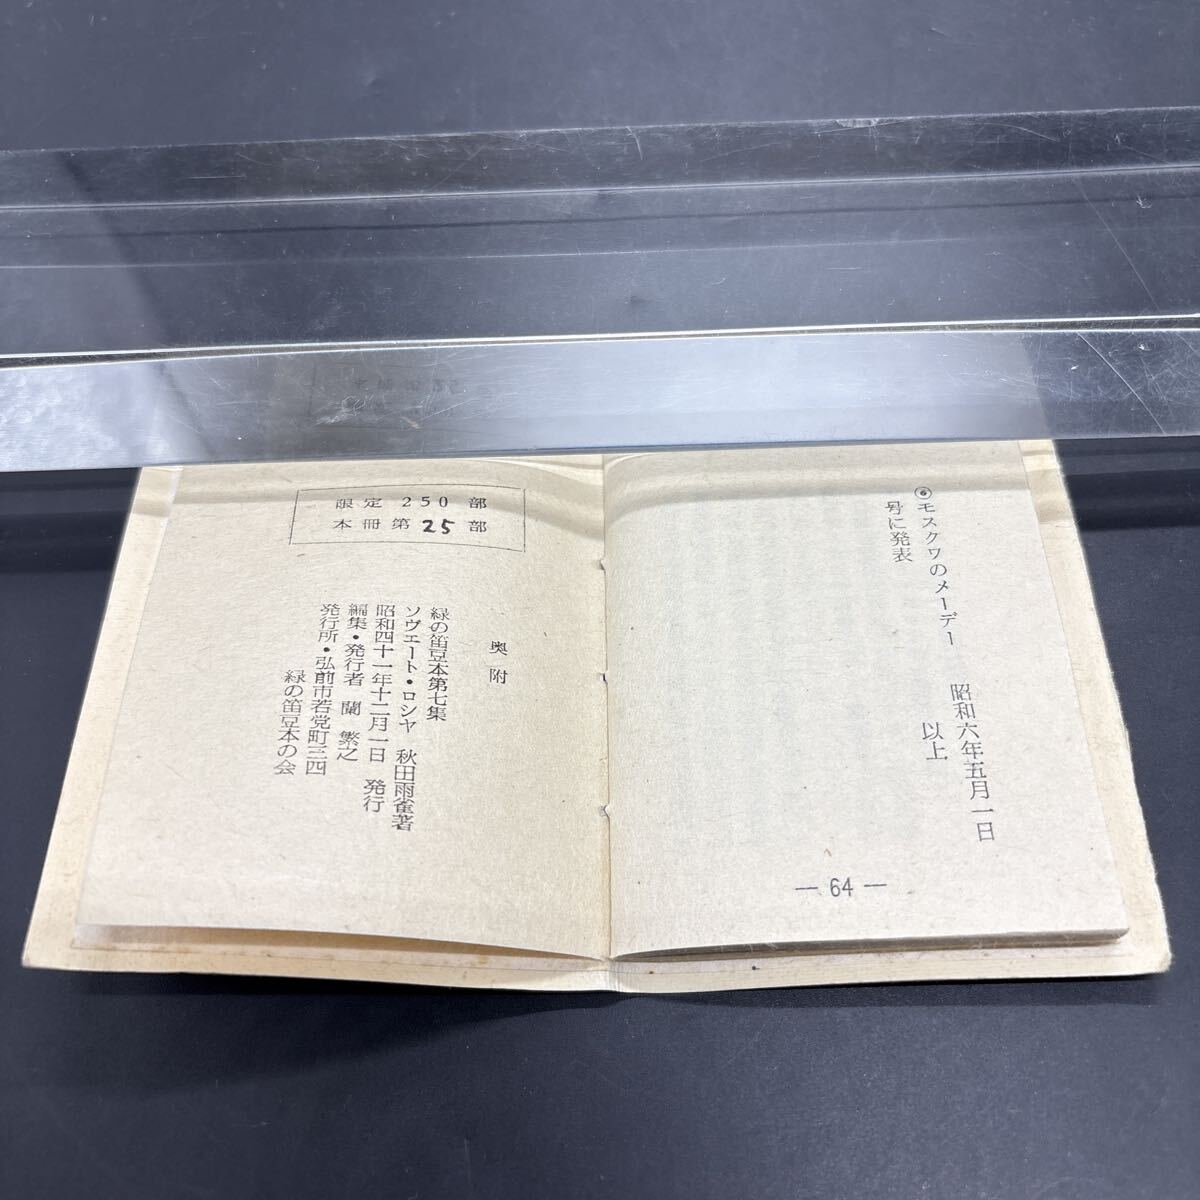 ⦿モスクワのメーデー　昭和六年五月一日
号に発表
以上
― 64 ―
限定 250 部
本冊第 25 部
奥附
緑の笛豆本第七集
ソヴェート・ロシヤ　秋田雨雀著
昭和四十一年十二月一日　発行
編集・発行者　蘭　繁之
発行所・弘前市若党町三四
緑の笛豆本の会